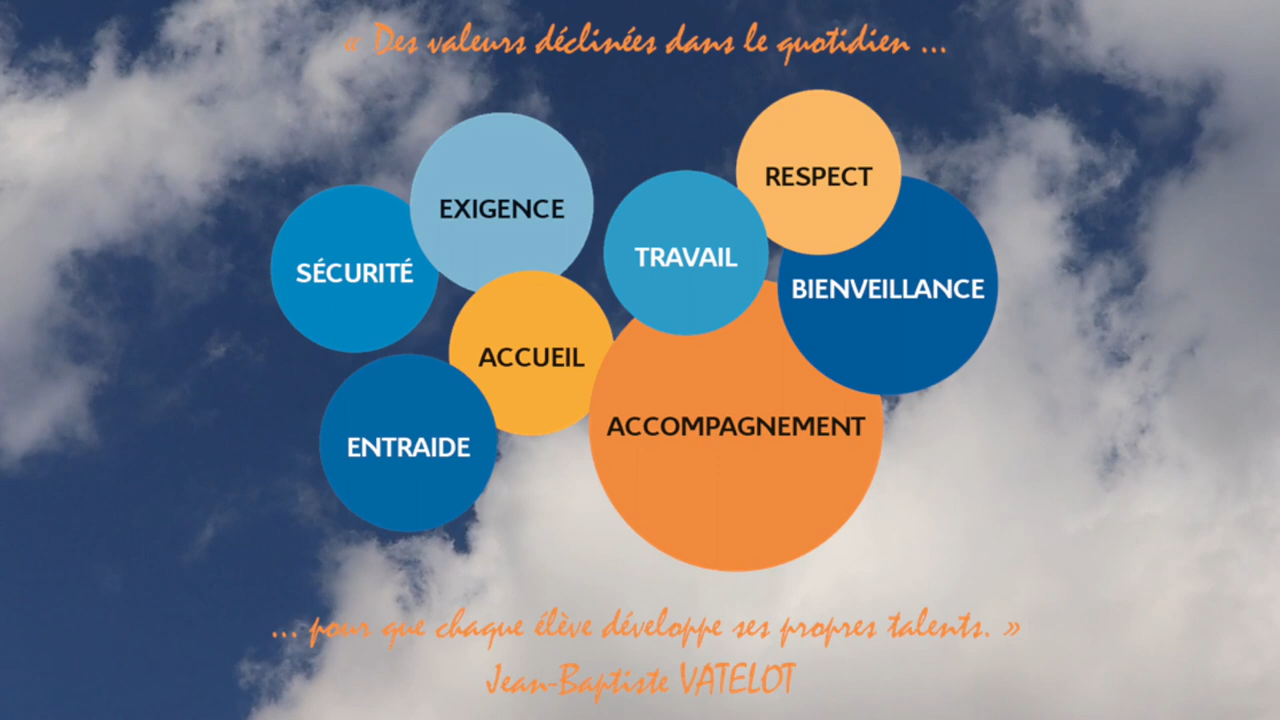 « Des valeurs déclinées dans le quotidien ...
RESPECT
EXIGENCE
TRAVAIL
SÉCURITÉ
BIENVEILLANCE
ACCUEIL
ACCOMPAGNEMENT
ENTRAIDE
... pour que chaque élève développe ses propres talents. »
Jean-Baptiste VATELOT